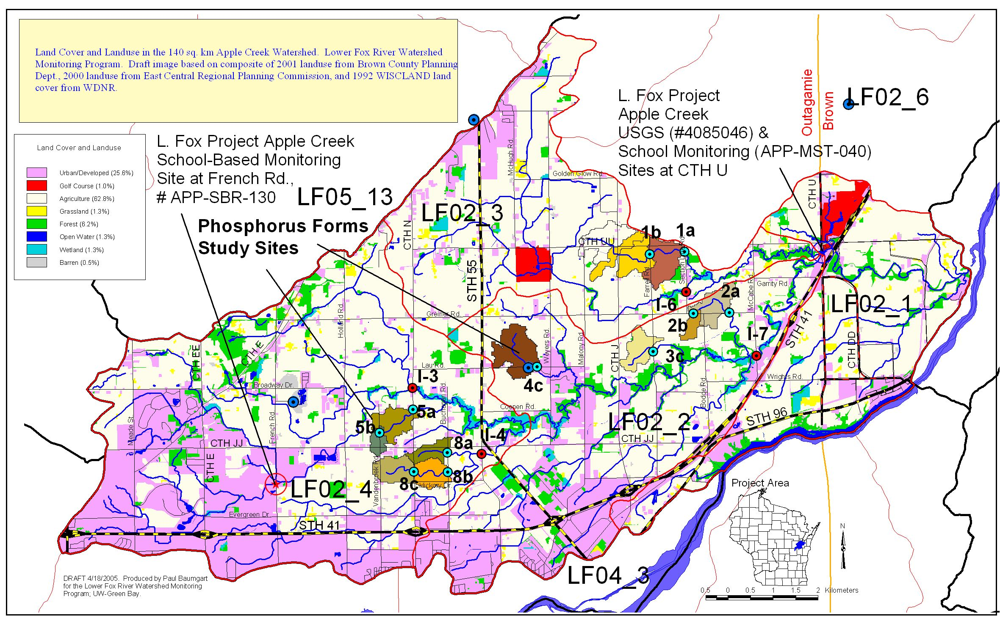 Land Cover and Landuse in the 140 sq. km Apple Creek Watershed.  Lower Fox River Watershed
Monitoring Program.  Draft image based on composite of 2001 landuse from Brown County Planning
Dept., 2000 landuse from East Central Regional Planning Commission, and 1992 WISCLAND land
cover from WDNR.
Land Cover and Landuse
Urban/Developed (25.6%)
Golf Course (1.0%)
Agriculture (62.8%)
Grassland (1.3%)
Forest (6.2%)
Open Water (1.3%)
Wetland (1.3%)
Barren (0.5%)
L. Fox Project Apple Creek
School-Based Monitoring
Site at French Rd.,
# APP-SBR-130
LF05_13
Phosphorus Forms
Study Sites
L. Fox Project
Apple Creek
USGS (#4085046) &
School Monitoring (APP-MST-040)
Sites at CTH U
Outagamie
Brown
LF02_6
LF02_3
McHugh Rd.
Golden Glow Rd.
CTH U
CTH N
STH 55
CTH UU
1b
1a
Farrell Rd.
Section
I-6
2a
2b
McCabe Rd.
Garrity Rd.
LF02_1
I-7
STH 41
CTH DD
Holland Rd.
Greiner Rd.
CTH EE
CTH E
Lau Rd.
Weyers Rd.
Malony Rd.
CTH J
3c
4c
Wrights Rd.
Bodde Rd.
Broadway Dr.
I-3
Buchanan Rd.
Coenen Rd.
5a
5b
Meade St.
French Rd.
CTH JJ
CTH E
8a
I-4
LF02_2
CTH JJ
STH 96
Vandenbroek Rd.
8c
8b
Hickory Dr.
LF02_4
Evergreen Dr.
STH 41
LF04_3
Project Area
N
0.5 0 0.5 1 1.5 2 Kilometers
DRAFT 4/18/2005.  Produced by Paul Baumgart
for the Lower Fox River Watershed Monitoring
Program; UW-Green Bay.